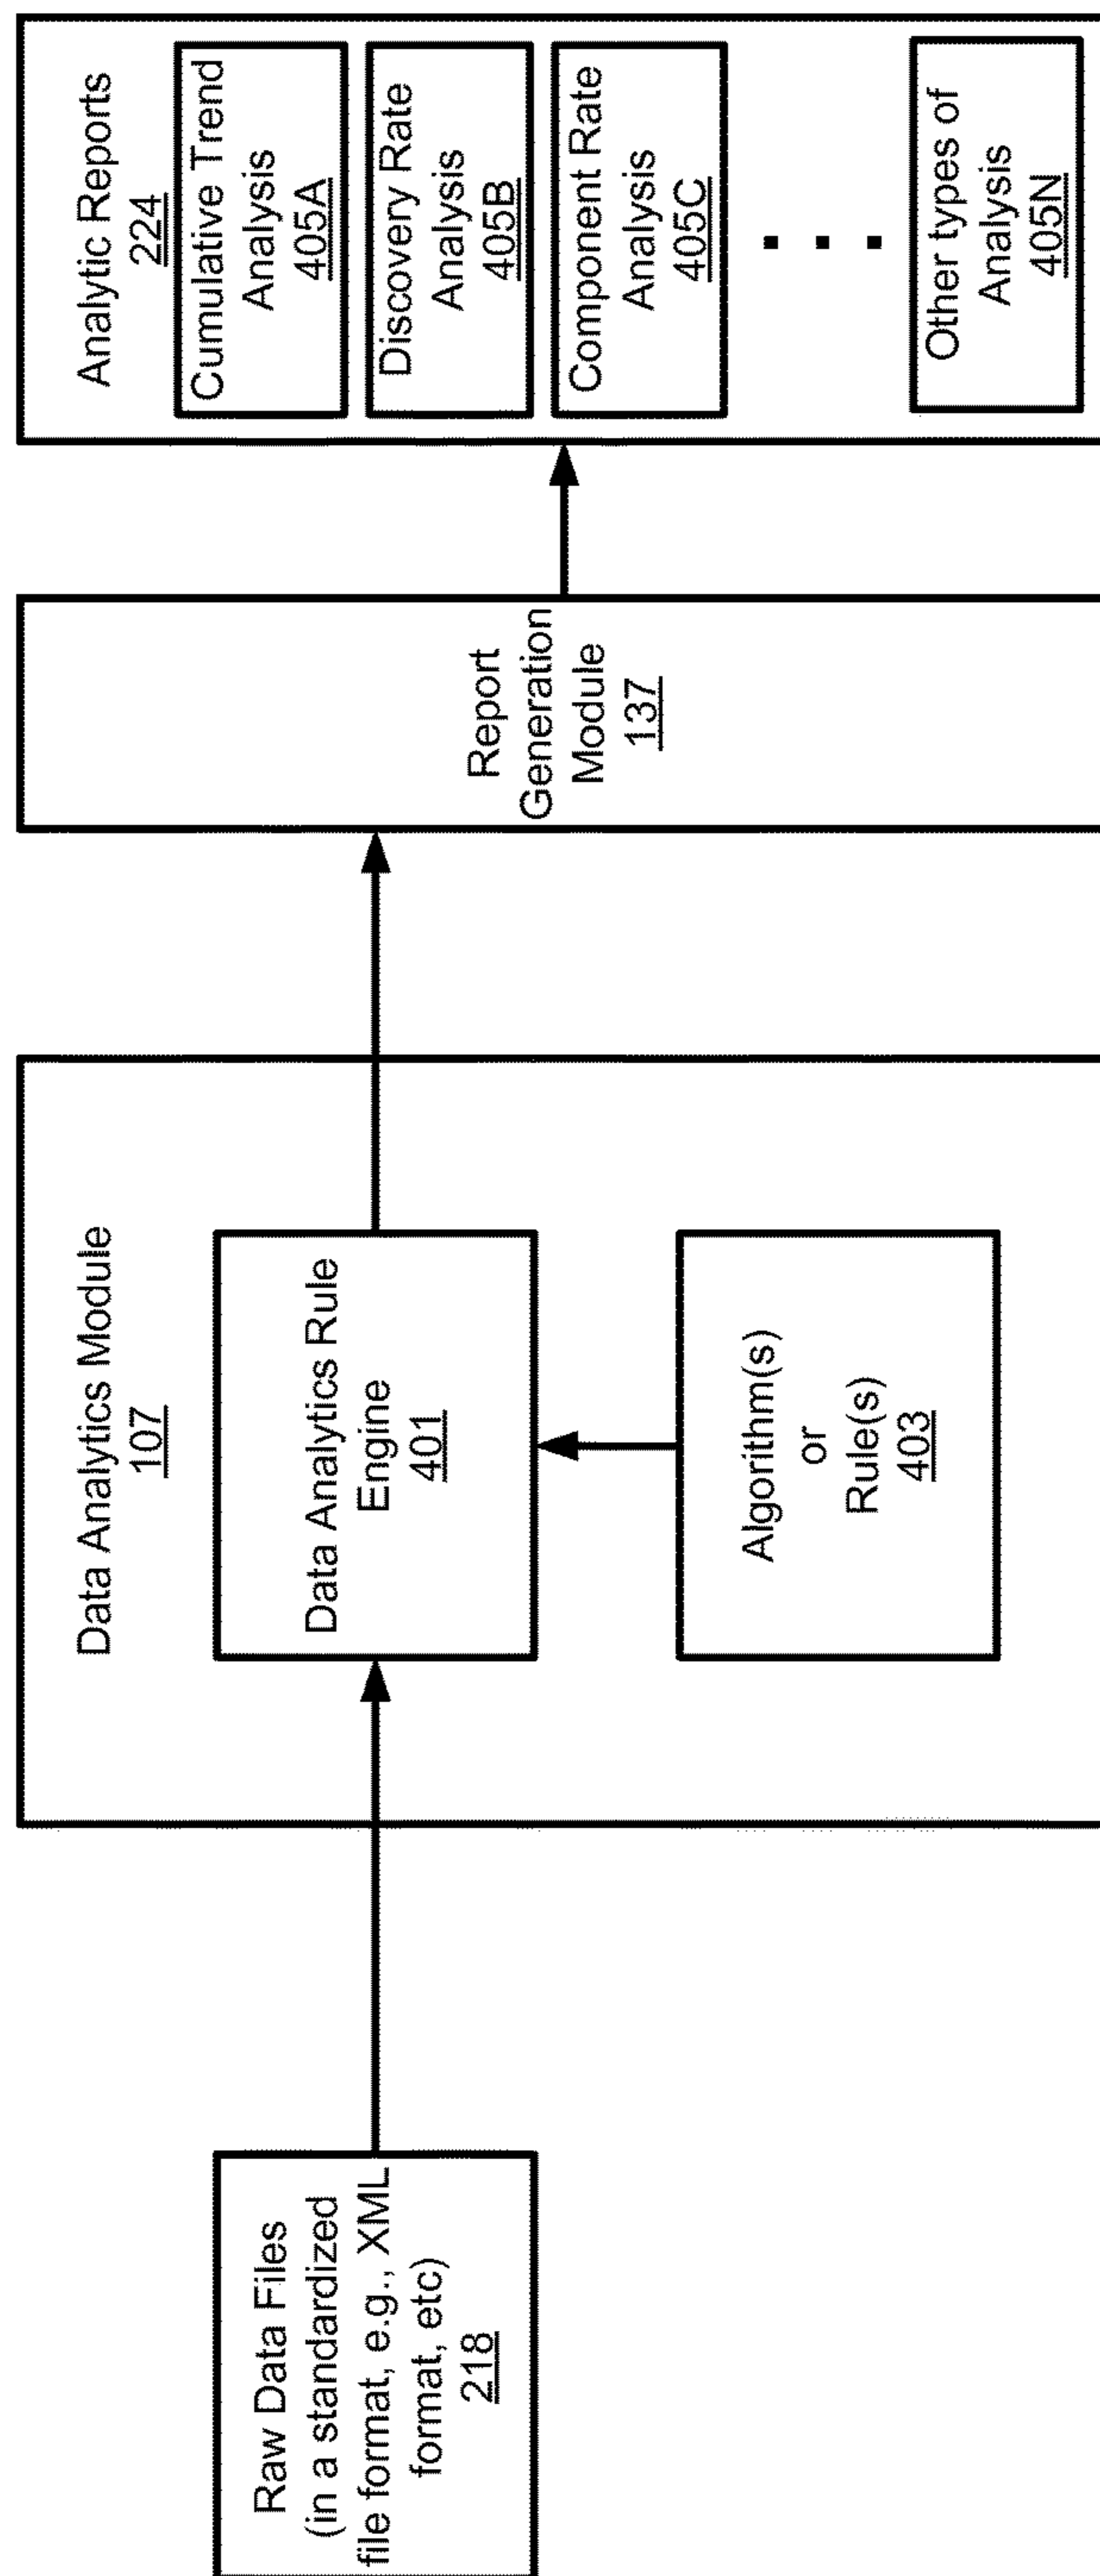 Raw Data Files
(in a standardized
file format, e.g., XML
format, etc)
218
Data Analytics Module
107
Data Analytics Rule
Engine
401
Algorithm(s)
or
Rule(s)
403
Report
Generation
Module
137
Analytic Reports
224
Cumulative Trend
Analysis
405A
Discovery Rate
Analysis
405B
Component Rate
Analysis
405C
Other types of
Analysis
405N